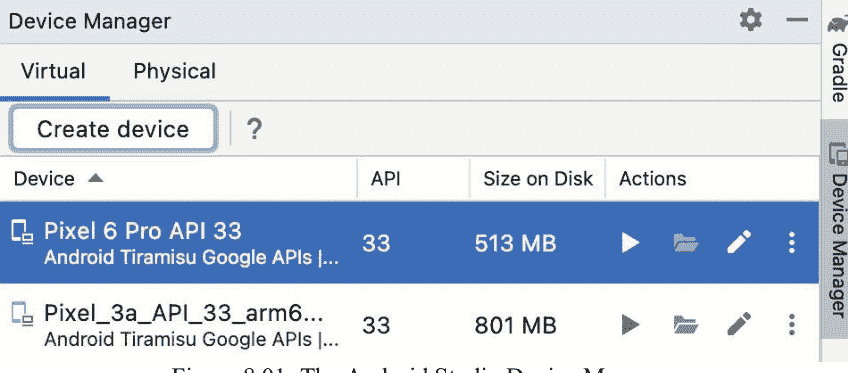 Device Manager
Virtual Physical
Create device ?
Device API Size on Disk Actions
Pixel 6 Pro API 33 33 513 MB
Android Tiramisu Google APIs |...
Pixel_3a_API_33_arm6... 33 801 MB
Android Tiramisu Google APIs |...
Gradle
Device Manager